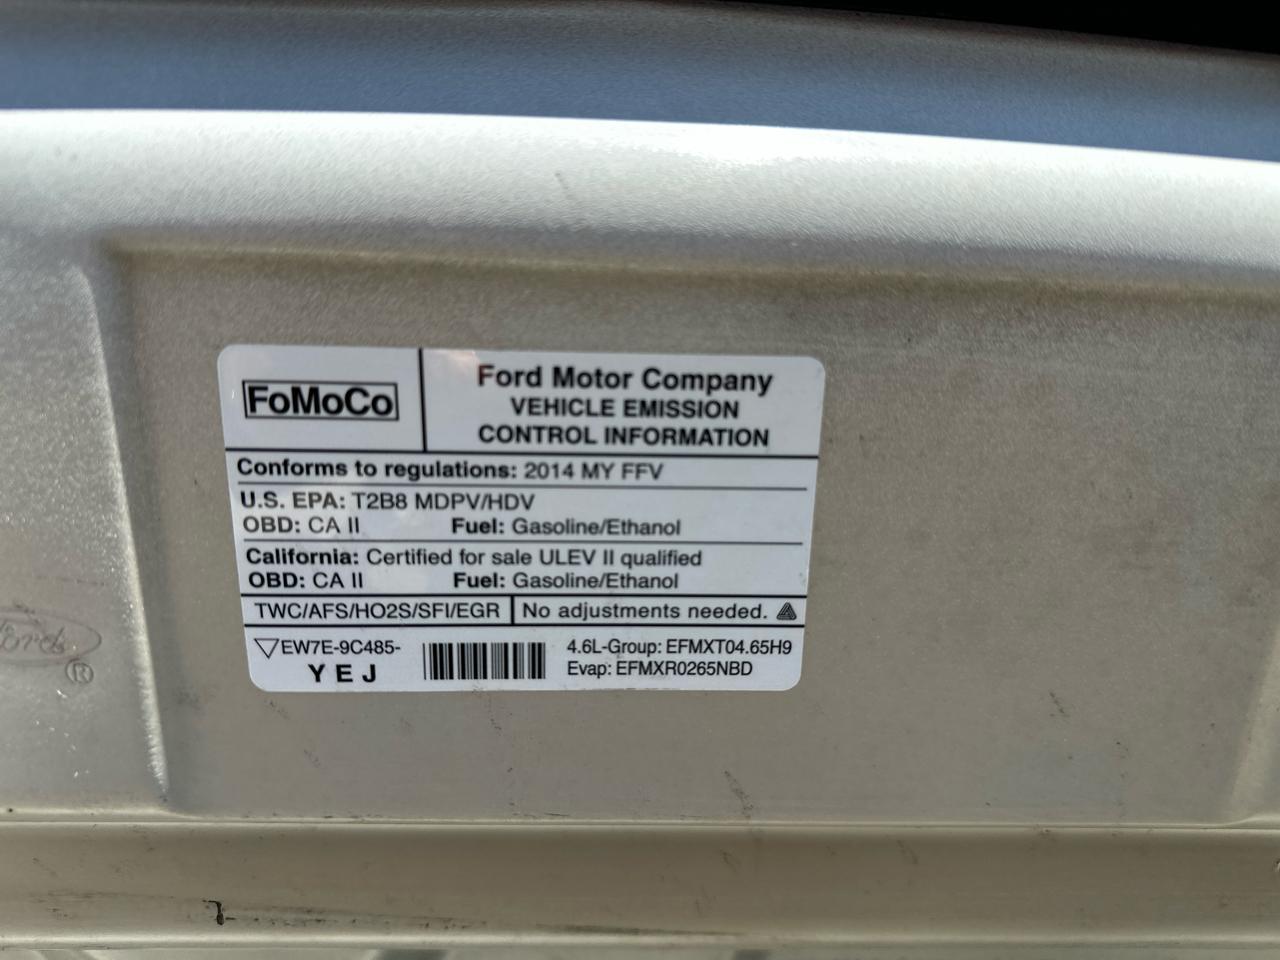 FoMoCo
Ford Motor Company
VEHICLE EMISSION
CONTROL INFORMATION
Conforms to regulations: 2014 MY FFV
U.S. EPA: T2B8 MDPV/HDV
OBD: CA II Fuel: Gasoline/Ethanol
California: Certified for sale ULEV II qualified
OBD: CA II Fuel: Gasoline/Ethanol
TWC/AFS/HO2S/SFI/EGR No adjustments needed.
EW7E-9C485-
YEJ
4.6L-Group: EFMXT04.65H9
Evap: EFMXR0265NBD
Ford
®